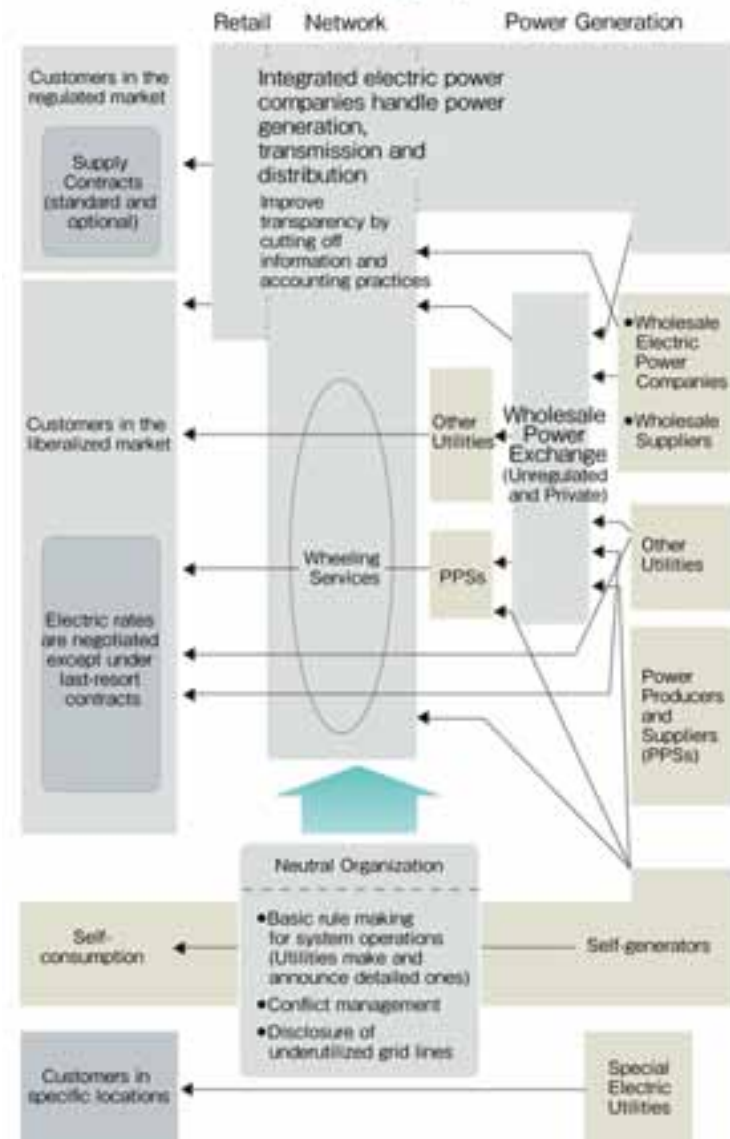 Retail
Network
Power Generation
Customers in the
regulated market
Supply
Contracts
(standard and
optional)
Integrated electric power
companies handle power
generation,
transmission and
distribution
Improve
transparency by
cutting off
information and
accounting practices
Customers in the
liberalized market
Electric rates
are negotiated
except under
last-resort
contracts
Wheeling
Services
Other
Utilities
PPSs
Wholesale
Power
Exchange
(Unregulated
and Private)
•Wholesale
Electric
Power
Companies
•Wholesale
Suppliers
Other
Utilities
Power
Producers
and
Suppliers
(PPSs)
Neutral Organization
•Basic rule making
for system operations
(Utilities make and
announce detailed ones)
•Conflict management
•Disclosure of
underutilized grid lines
Self-
consumption
Self-generators
Customers in
specific locations
Special
Electric
Utilities